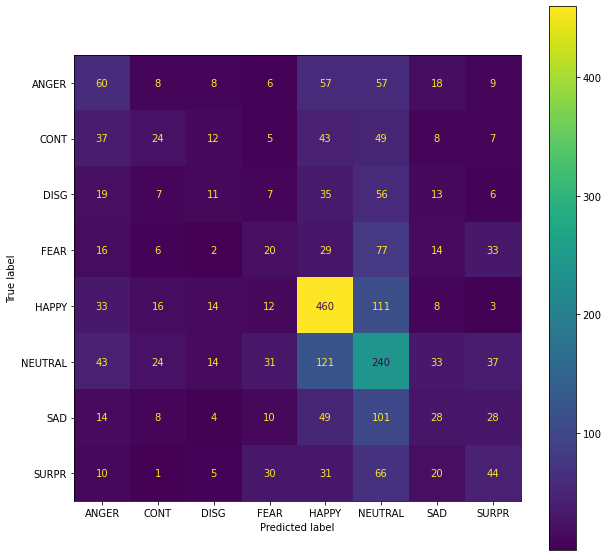 ANGER 60 8 8 6 57 57 18 9
CONT 37 24 12 5 43 49 8 7
DISG 19 7 11 7 35 56 13 6
FEAR 16 6 2 20 29 77 14 33
HAPPY 33 16 14 12 460 111 8 3
NEUTRAL 43 24 14 31 121 240 33 37
SAD 14 8 4 10 49 101 28 28
SURPR 10 1 5 30 31 66 20 44
ANGER CONT DISG FEAR HAPPY NEUTRAL SAD SURPR
Predicted label
True label
400
300
200
100